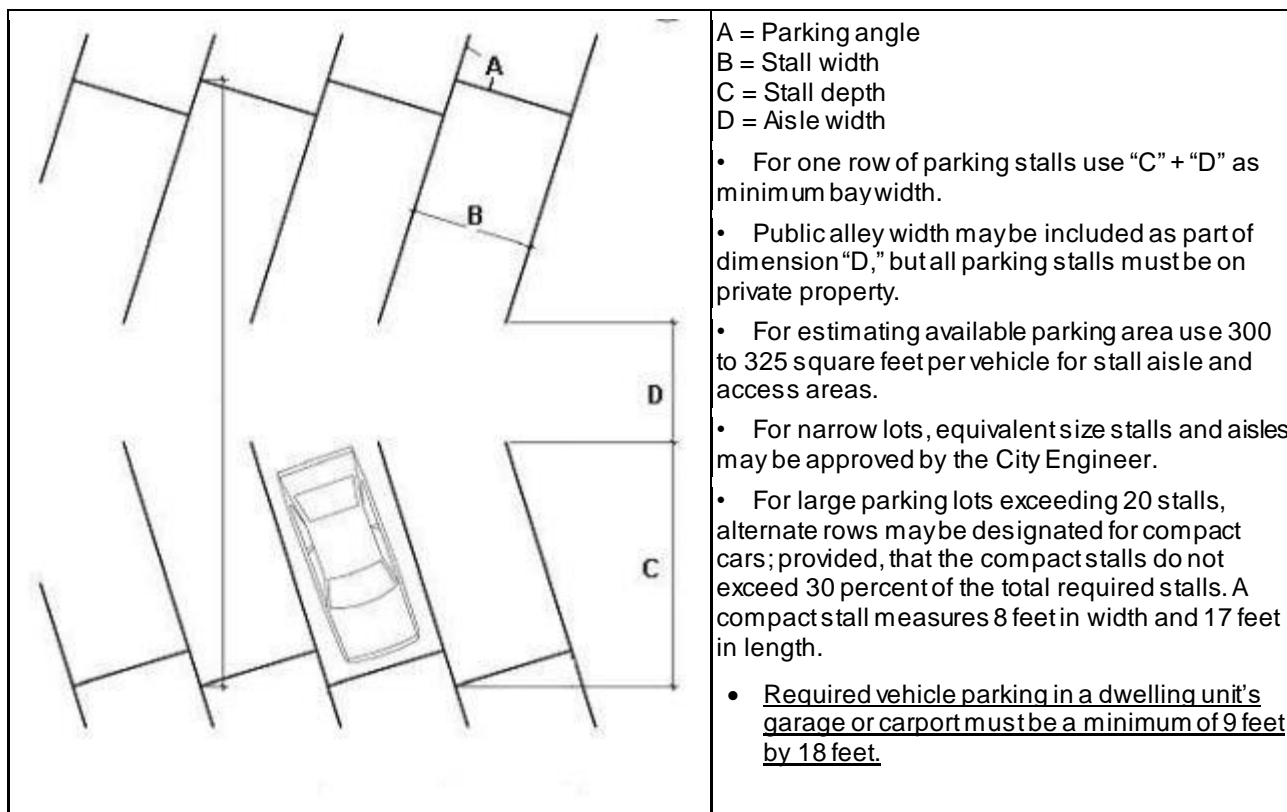 A
B
D
C
A = Parking angle
B = Stall width
C = Stall depth
D = Aisle width
• For one row of parking stalls use “C” + “D” as
minimum bay width.
• Public alley width may be included as part of
dimension “D,” but all parking stalls must be on
private property.
• For estimating available parking area use 300
to 325 square feet per vehicle for stall aisle and
access areas.
• For narrow lots, equivalent size stalls and aisles
may be approved by the City Engineer.
• For large parking lots exceeding 20 stalls,
alternate rows may be designated for compact
cars; provided, that the compact stalls do not
exceed 30 percent of the total required stalls. A
compact stall measures 8 feet in width and 17 feet
in length.
• Required vehicle parking in a dwelling unit’s
garage or carport must be a minimum of 9 feet
by 18 feet.